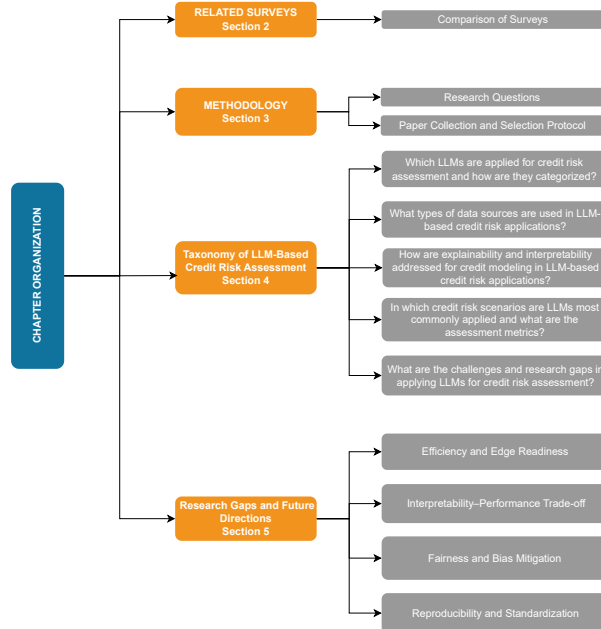 CHAPTER ORGANIZATION
RELATED SURVEYS
Section 2
Comparison of Surveys
METHODOLOGY
Section 3
Research Questions
Paper Collection and Selection Protocol
Taxonomy of LLM-Based
Credit Risk Assessment
Section 4
Which LLMs are applied for credit risk
assessment and how are they categorized?
What types of data sources are used in LLM-
based credit risk applications?
How are explainability and interpretability
addressed for credit modeling in LLM-based
credit risk applications?
In which credit risk scenarios are LLMs most
commonly applied and what are the
assessment metrics?
What are the challenges and research gaps in
applying LLMs for credit risk assessment?
Research Gaps and Future
Directions
Section 5
Efficiency and Edge Readiness
Interpretability–Performance Trade-off
Fairness and Bias Mitigation
Reproducibility and Standardization